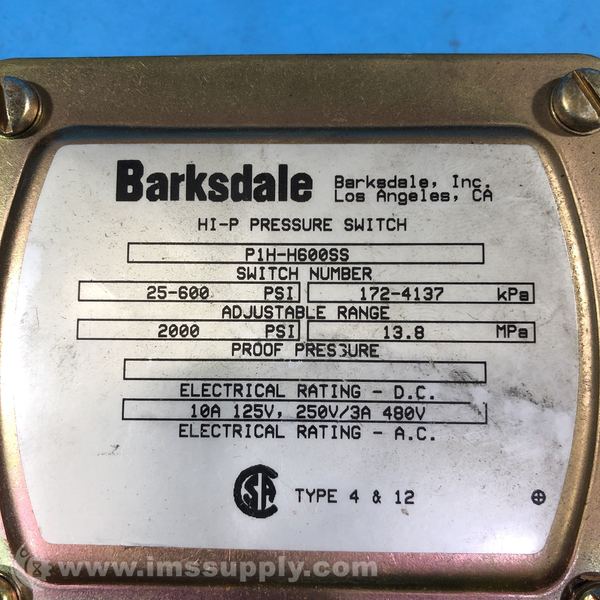 Barksdale Barksdale, Inc.
Los Angeles, CA
HI-P PRESSURE SWITCH
P1H-H600SS
SWITCH NUMBER
25-600 PSI 172-4137 kPa
ADJUSTABLE RANGE
2000 PSI 13.8 MPa
PROOF PRESSURE
ELECTRICAL RATING - D.C.
10A 125V, 250V/3A 480V
ELECTRICAL RATING - A.C.
CSA TYPE 4 & 12
www.imssupply.com